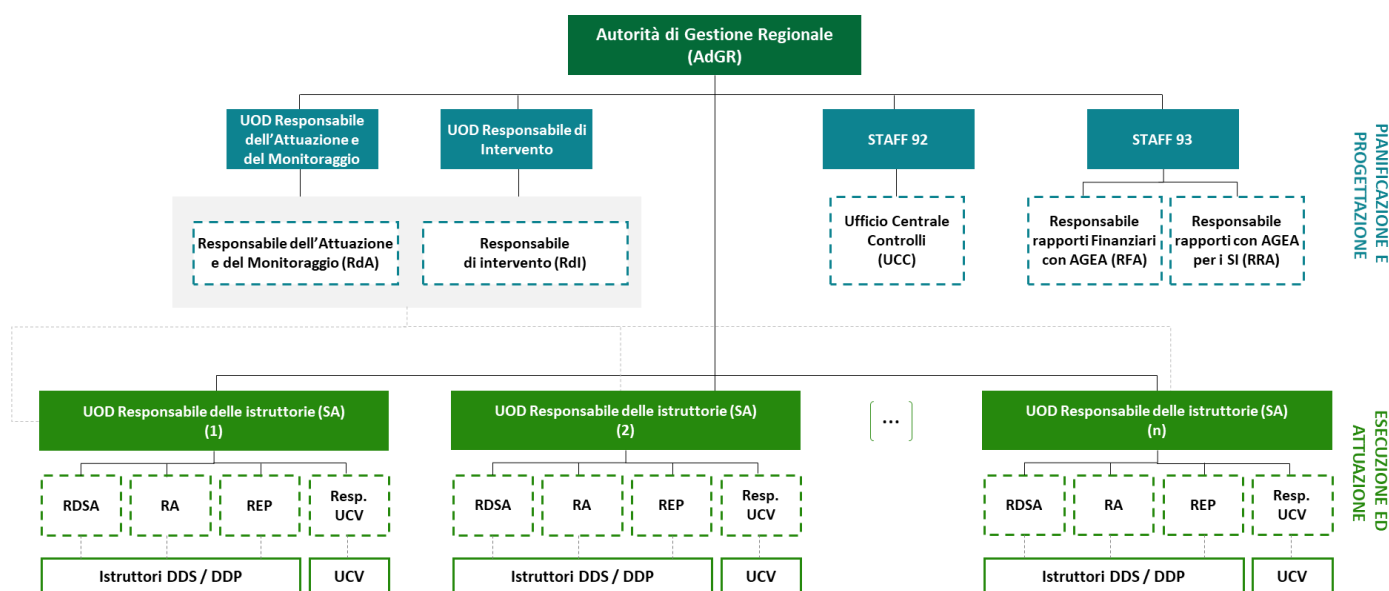 Autorità di Gestione Regionale
(AdGR)
UOD Responsabile
dell'Attuazione e
del Monitoraggio
UOD Responsabile di
Intervento
STAFF 92
STAFF 93
PIANIFICAZIONE E
PROGETTAZIONE
Responsabile dell'Attuazione
e del Monitoraggio (RdA)
Responsabile
di intervento (RdI)
Ufficio Centrale
Controlli
(UCC)
Responsabile
rapporti Finanziari
con AGEA (RFA)
Responsabile
rapporti con AGEA
per i SI (RRA)
UOD Responsabile delle istruttorie (SA)
(1)
UOD Responsabile delle istruttorie (SA)
(2)
...
UOD Responsabile delle istruttorie (SA)
(n)
ESECUZIONE ED
ATTUAZIONE
RDSA
RA
REP
Resp.
UCV
RDSA
RA
REP
Resp.
UCV
RDSA
RA
REP
Resp.
UCV
Istruttori DDS / DDP
UCV
Istruttori DDS / DDP
UCV
Istruttori DDS / DDP
UCV